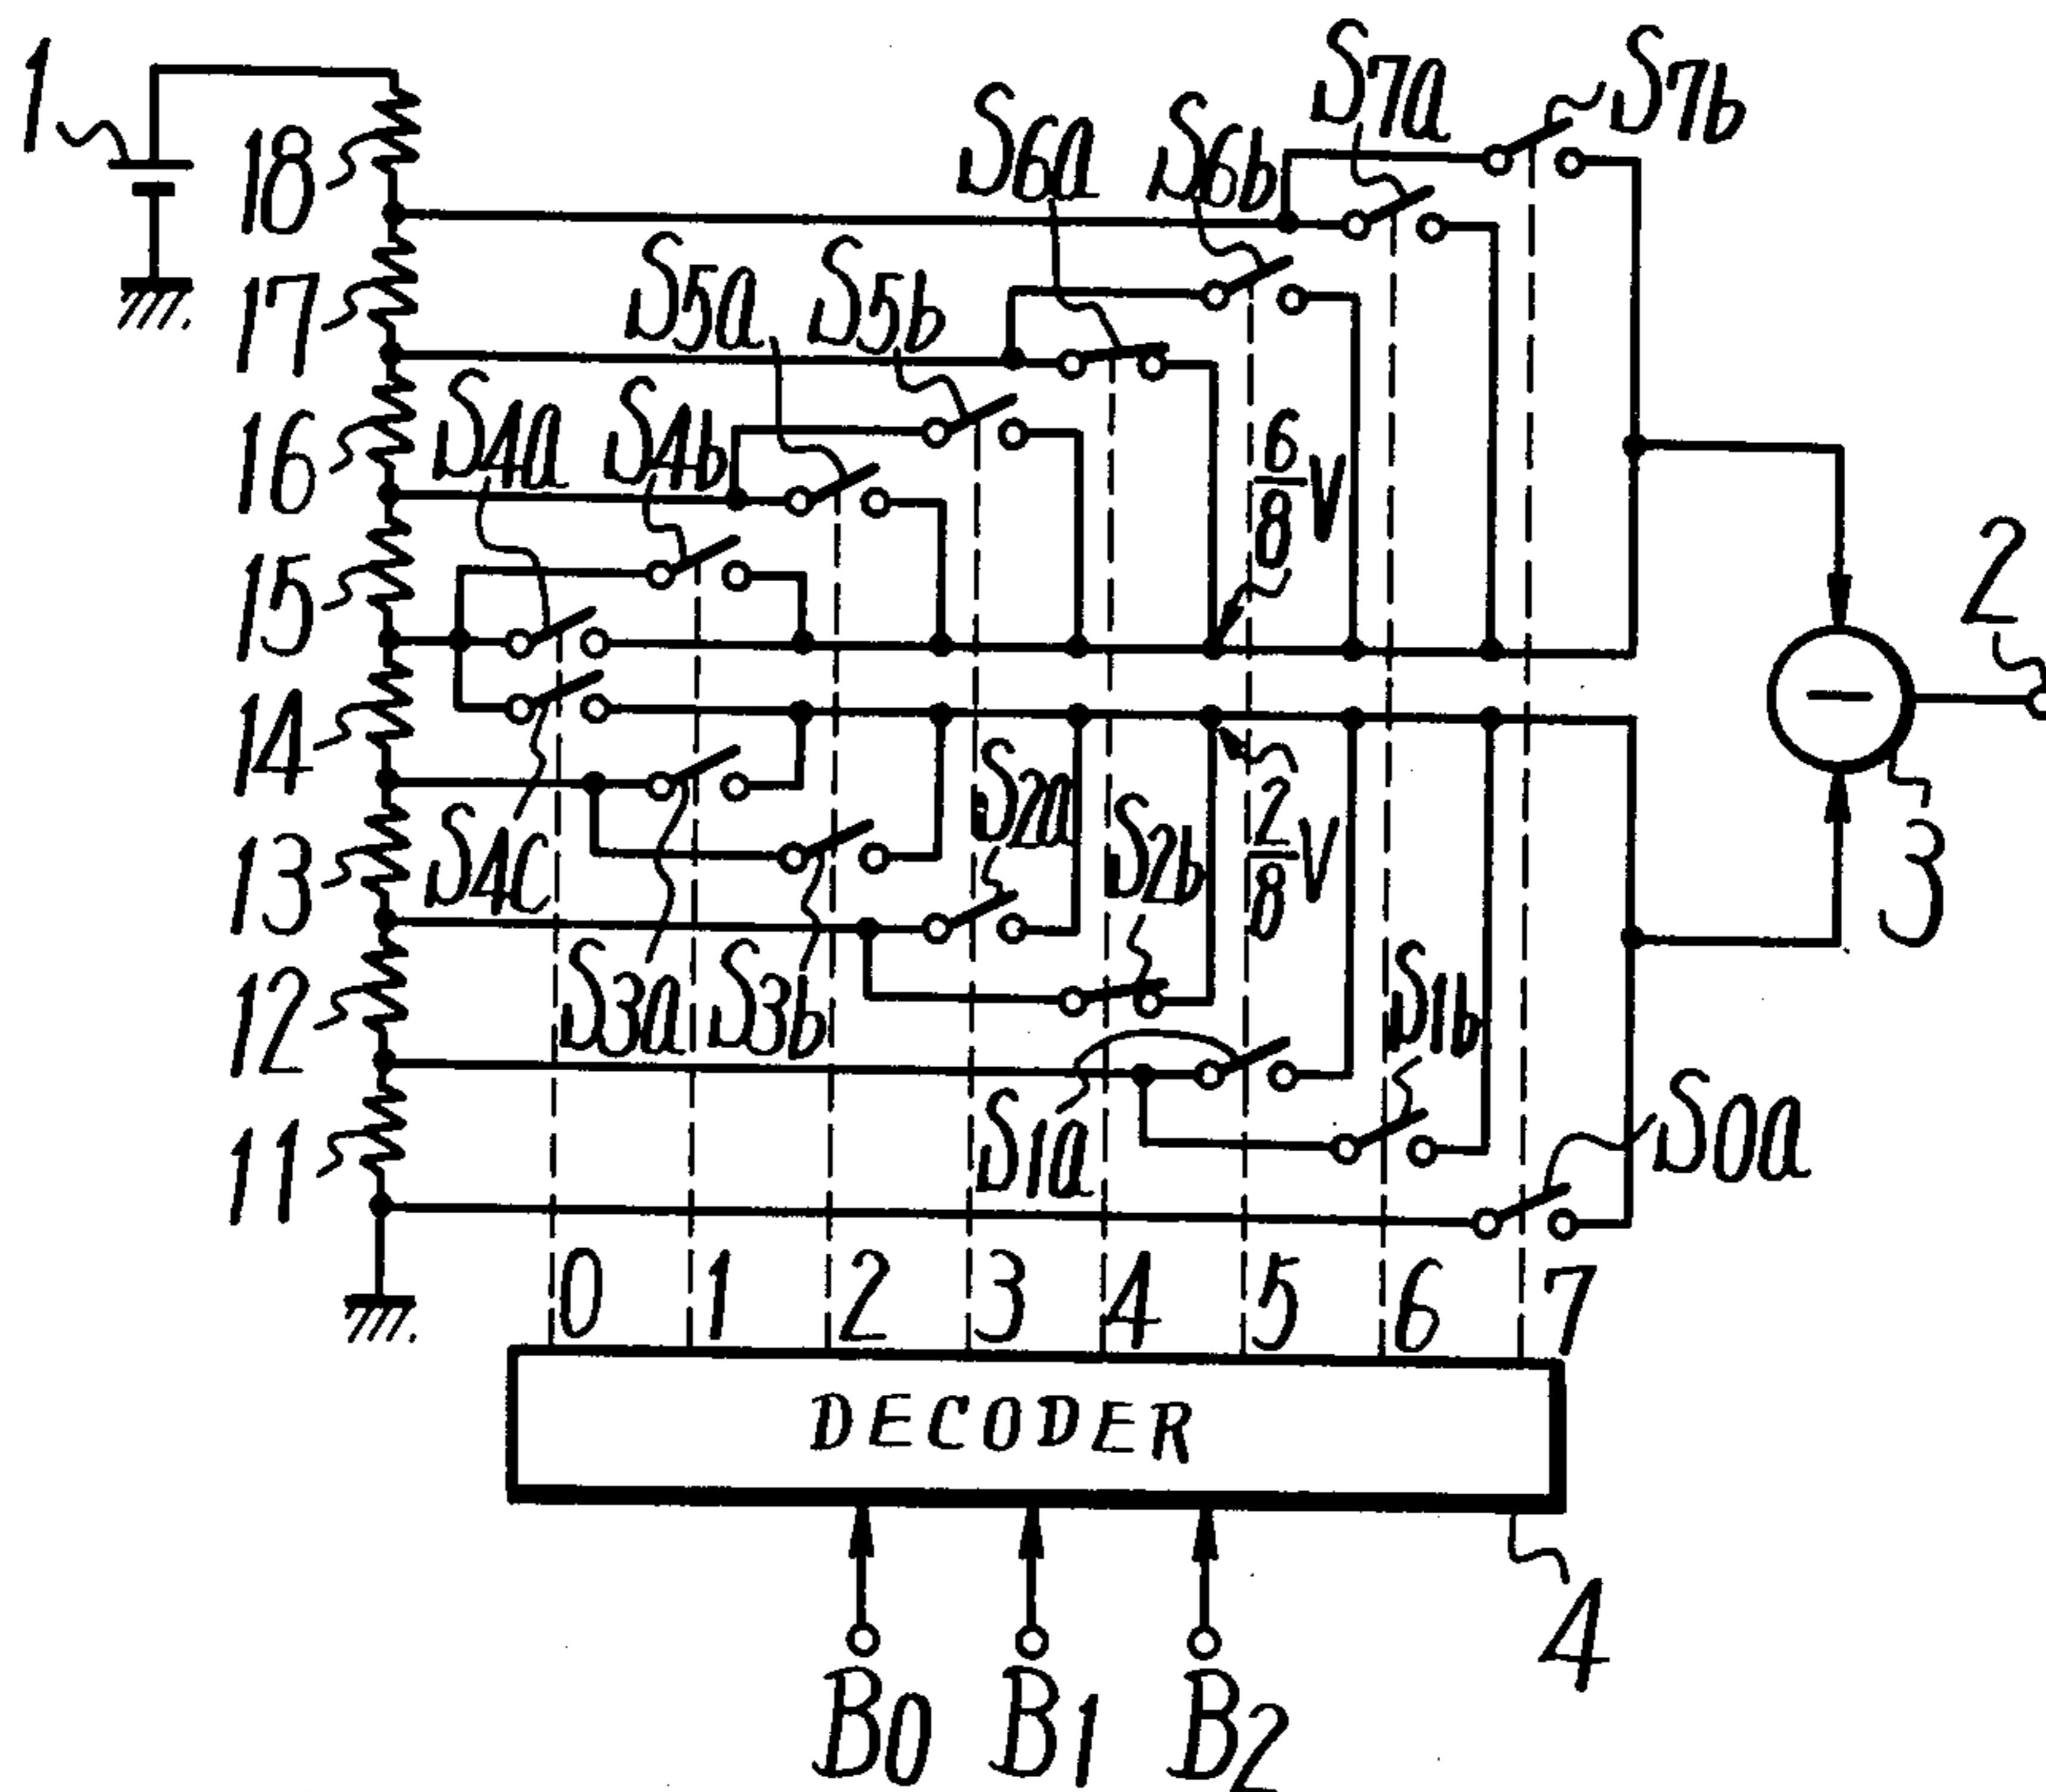 1
18
17
16
15
14
13
12
11
S7a
S7b
S6a
S6b
S5a
S5b
S4a
S4b
6/8 V
2
3
S4c
S2a
S2b
2/8 V
S3a
S3b
S1b
S1a
S0a
0 1 2 3 4 5 6 7
DECODER
4
B0
B1
B2